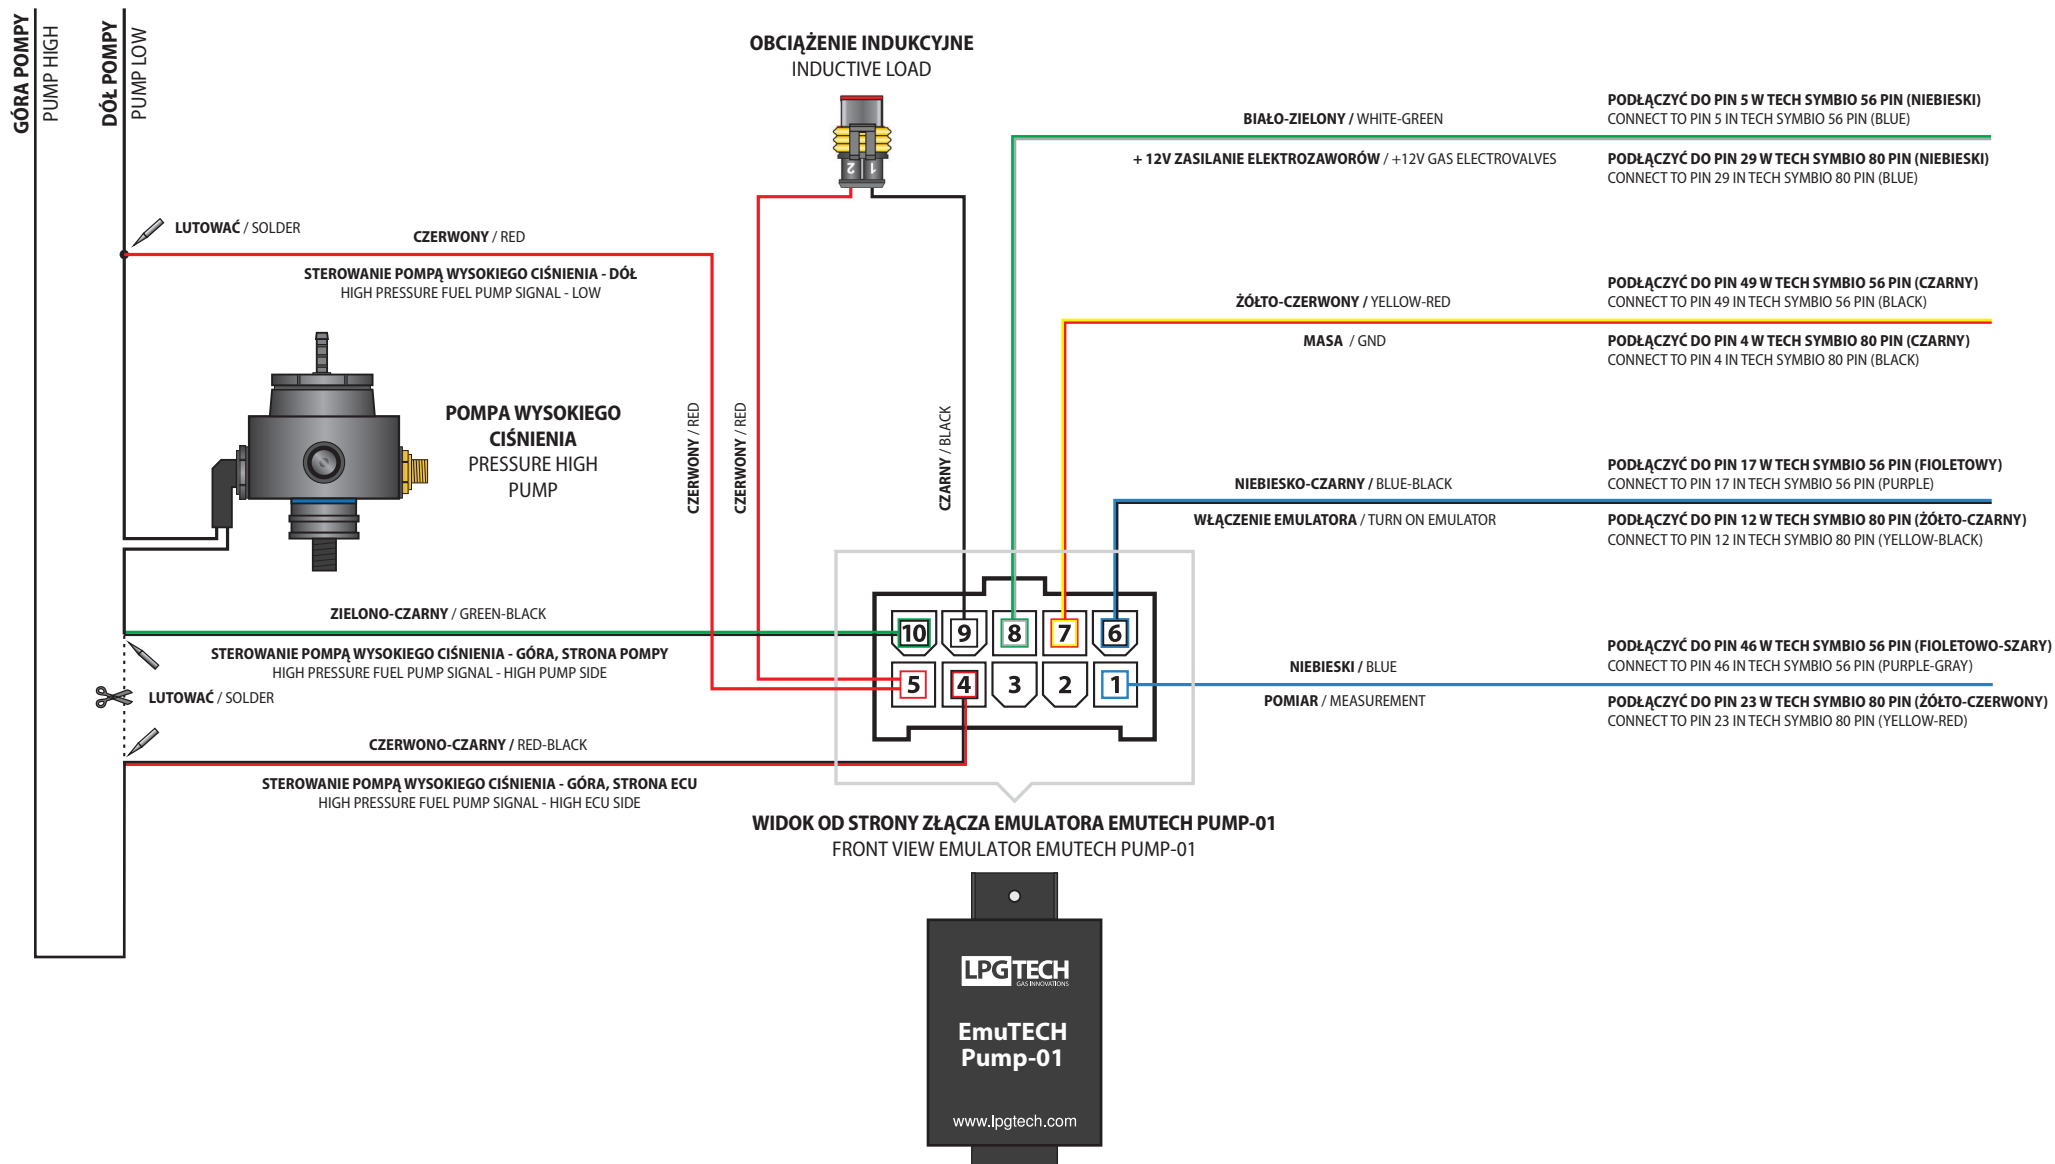 GÓRA POMPY
PUMP HIGH
DÓŁ POMPY
PUMP LOW
OBCIĄŻENIE INDUKCYJNE
INDUCTIVE LOAD
2 1
LUTOWAĆ / SOLDER
CZERWONY / RED
STEROWANIE POMPĄ WYSOKIEGO CIŚNIENIA - DÓŁ
HIGH PRESSURE FUEL PUMP SIGNAL - LOW
POMPA WYSOKIEGO
CIŚNIENIA
PRESSURE HIGH
PUMP
CZERWONY / RED
CZERWONY / RED
CZARNY / BLACK
BIAŁO-ZIELONY / WHITE-GREEN
+ 12V ZASILANIE ELEKTROZAWORÓW / +12V GAS ELECTROVALVES
PODŁĄCZYĆ DO PIN 5 W TECH SYMBIO 56 PIN (NIEBIESKI)
CONNECT TO PIN 5 IN TECH SYMBIO 56 PIN (BLUE)
PODŁĄCZYĆ DO PIN 29 W TECH SYMBIO 80 PIN (NIEBIESKI)
CONNECT TO PIN 29 IN TECH SYMBIO 80 PIN (BLUE)
ŻÓŁTO-CZERWONY / YELLOW-RED
MASA / GND
PODŁĄCZYĆ DO PIN 49 W TECH SYMBIO 56 PIN (CZARNY)
CONNECT TO PIN 49 IN TECH SYMBIO 56 PIN (BLACK)
PODŁĄCZYĆ DO PIN 4 W TECH SYMBIO 80 PIN (CZARNY)
CONNECT TO PIN 4 IN TECH SYMBIO 80 PIN (BLACK)
NIEBIESKO-CZARNY / BLUE-BLACK
WŁĄCZENIE EMULATORA / TURN ON EMULATOR
PODŁĄCZYĆ DO PIN 17 W TECH SYMBIO 56 PIN (FIOLETOWY)
CONNECT TO PIN 17 IN TECH SYMBIO 56 PIN (PURPLE)
PODŁĄCZYĆ DO PIN 12 W TECH SYMBIO 80 PIN (ŻÓŁTO-CZARNY)
CONNECT TO PIN 12 IN TECH SYMBIO 80 PIN (YELLOW-BLACK)
NIEBIESKI / BLUE
POMIAR / MEASUREMENT
PODŁĄCZYĆ DO PIN 46 W TECH SYMBIO 56 PIN (FIOLETOWO-SZARY)
CONNECT TO PIN 46 IN TECH SYMBIO 56 PIN (PURPLE-GRAY)
PODŁĄCZYĆ DO PIN 23 W TECH SYMBIO 80 PIN (ŻÓŁTO-CZERWONY)
CONNECT TO PIN 23 IN TECH SYMBIO 80 PIN (YELLOW-RED)
ZIELONO-CZARNY / GREEN-BLACK
STEROWANIE POMPĄ WYSOKIEGO CIŚNIENIA - GÓRA, STRONA POMPY
HIGH PRESSURE FUEL PUMP SIGNAL - HIGH PUMP SIDE
LUTOWAĆ / SOLDER
CZERWONO-CZARNY / RED-BLACK
STEROWANIE POMPĄ WYSOKIEGO CIŚNIENIA - GÓRA, STRONA ECU
HIGH PRESSURE FUEL PUMP SIGNAL - HIGH ECU SIDE
10 9 8 7 6
5 4 3 2 1
WIDOK OD STRONY ZŁĄCZA EMULATORA EMUTECH PUMP-01
FRONT VIEW EMULATOR EMUTECH PUMP-01
LPGTECH
GAS INNOVATIONS
EmuTECH
Pump-01
www.lpgtech.com